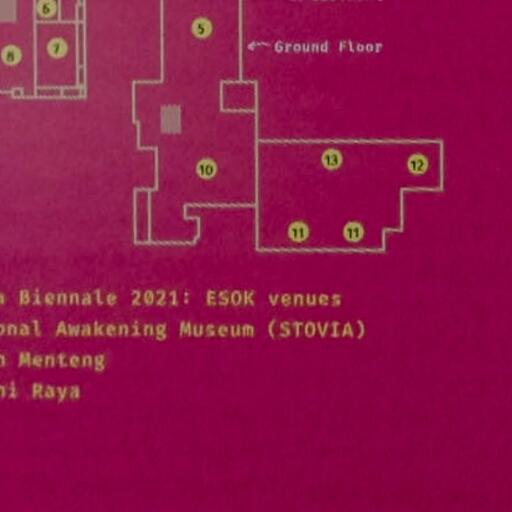 6
5
8
7
Ground Floor
10
13
12
11
11
Biennale 2021: ESOK venues
Awakening Museum (STOVIA)
Menteng
Raya